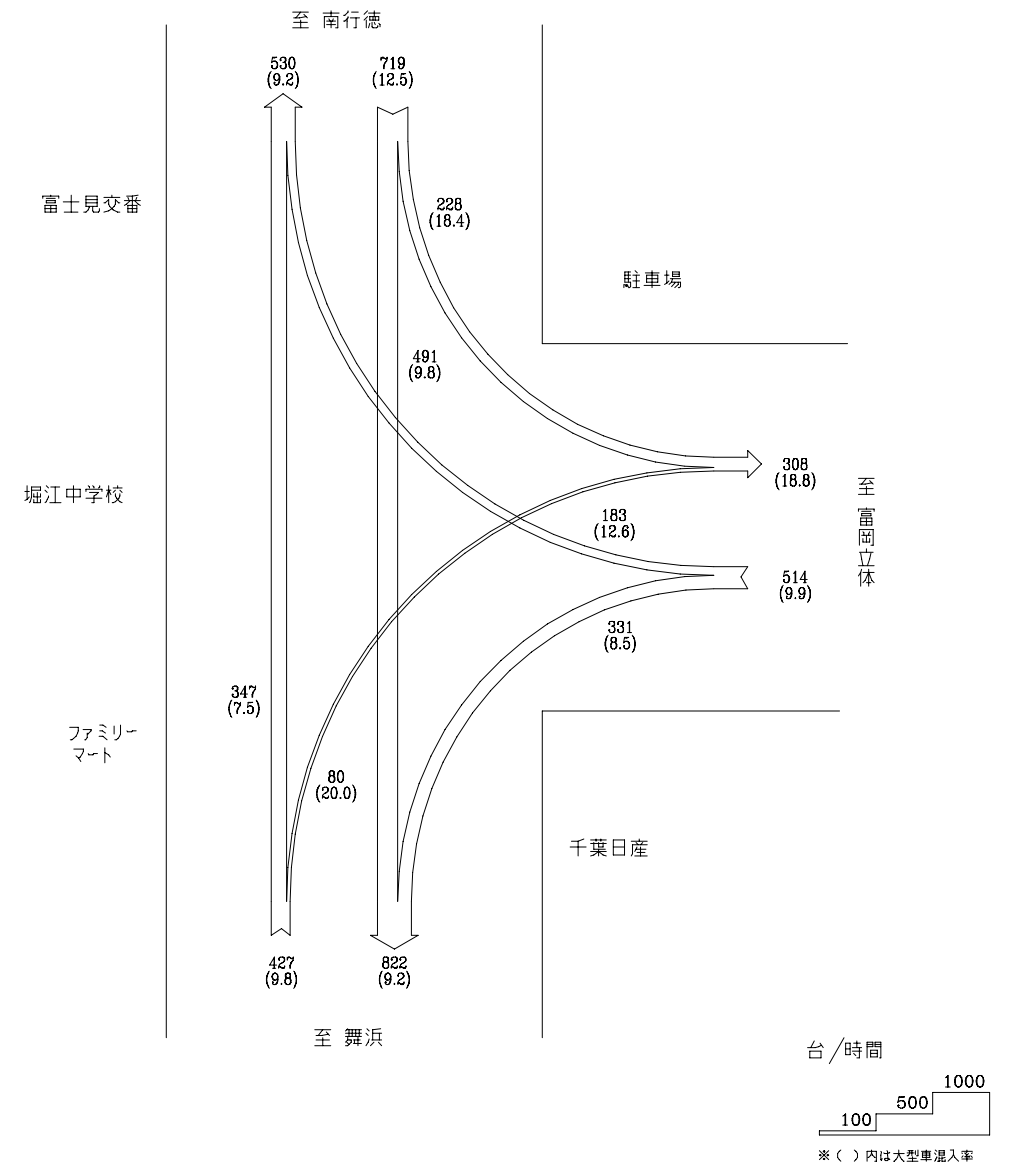 至 南行徳
530
(9.2)
719
(12.5)
富士見交番
228
(18.4)
駐車場
491
(9.8)
308
(18.8)
堀江中学校
183
(12.6)
至 富岡立体
514
(9.9)
331
(8.5)
347
(7.5)
ファミリー
マート
80
(20.0)
千葉日産
427
(9.8)
822
(9.2)
至 舞浜
台/時間
1000
500
100
※( )内は大型車混入率